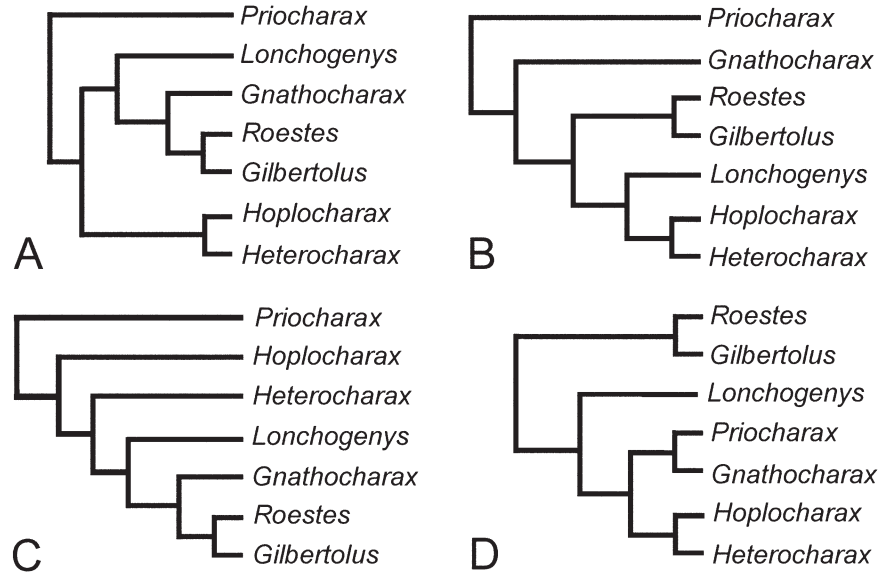 Priocharax
Lonchogenys
Gnathocharax
Roestes
Gilbertolus
Hoplocharax
Heterocharax
A
Priocharax
Gnathocharax
Roestes
Gilbertolus
Lonchogenys
Hoplocharax
Heterocharax
B
Priocharax
Hoplocharax
Heterocharax
Lonchogenys
Gnathocharax
Roestes
Gilbertolus
C
Roestes
Gilbertolus
Lonchogenys
Priocharax
Gnathocharax
Hoplocharax
Heterocharax
D